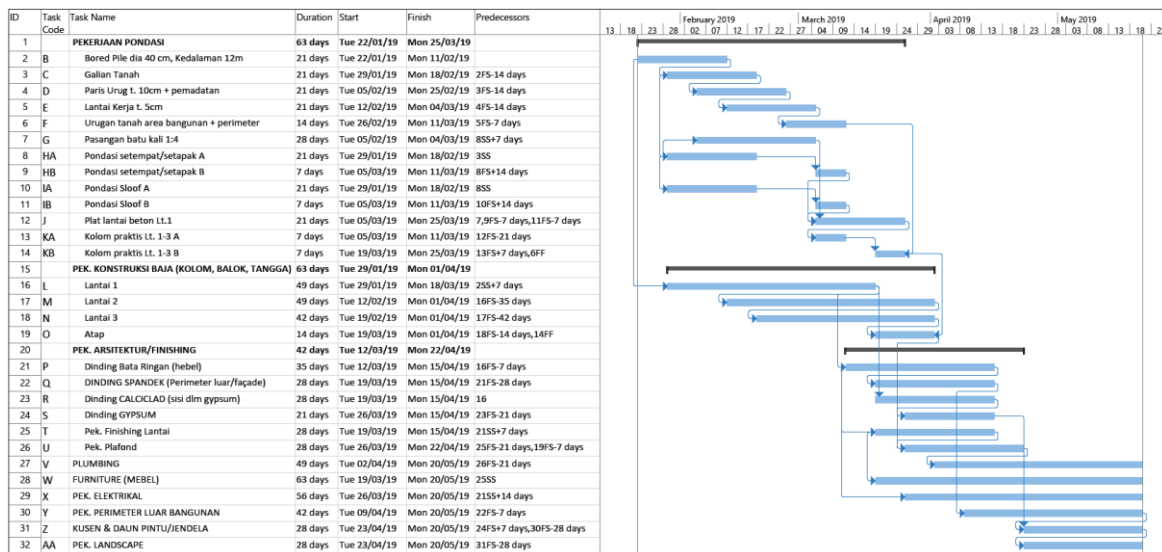 ID Task Code Task Name Duration Start Finish Predecessors
February 2019 March 2019 April 2019 May 2019
13 18 23 28 02 07 12 17 22 27 04 09 14 19 24 29 03 08 13 18 23 28 03 08 13 18 23
1 PEKERJAAN PONDASI 63 days Tue 22/01/19 Mon 25/03/19
2 B Bored Pile dia 40 cm, Kedalaman 12m 21 days Tue 22/01/19 Mon 11/02/19
3 C Galian Tanah 21 days Tue 29/01/19 Mon 18/02/19 2FS-14 days
4 D Paris Urug t. 10cm + pemadatan 21 days Tue 05/02/19 Mon 25/02/19 3FS-14 days
5 E Lantai Kerja t. 5cm 21 days Tue 12/02/19 Mon 04/03/19 4FS-14 days
6 F Urugan tanah area bangunan + perimeter 14 days Tue 26/02/19 Mon 11/03/19 5FS-7 days
7 G Pasangan batu kali 1:4 28 days Tue 05/02/19 Mon 04/03/19 8SS+7 days
8 HA Pondasi setempat/setapak A 21 days Tue 29/01/19 Mon 18/02/19 3SS
9 HB Pondasi setempat/setapak B 7 days Tue 05/03/19 Mon 11/03/19 8FS+14 days
10 IA Pondasi Sloof A 21 days Tue 29/01/19 Mon 18/02/19 8SS
11 IB Pondasi Sloof B 7 days Tue 05/03/19 Mon 11/03/19 10FS+14 days
12 J Plat lantai beton Lt.1 21 days Tue 05/03/19 Mon 25/03/19 7,9FS-7 days,11FS-7 days
13 KA Kolom praktis Lt. 1-3 A 7 days Tue 05/03/19 Mon 11/03/19 12FS-21 days
14 KB Kolom praktis Lt. 1-3 B 7 days Tue 19/03/19 Mon 25/03/19 13FS+7 days,6FF
15 PEK. KONSTRUKSI BAJA (KOLOM, BALOK, TANGGA) 63 days Tue 29/01/19 Mon 01/04/19
16 L Lantai 1 49 days Tue 29/01/19 Mon 18/03/19 2SS+7 days
17 M Lantai 2 49 days Tue 12/02/19 Mon 01/04/19 16FS-35 days
18 N Lantai 3 42 days Tue 19/02/19 Mon 01/04/19 17FS-42 days
19 O Atap 14 days Tue 19/03/19 Mon 01/04/19 18FS-14 days,14FF
20 PEK. ARSITEKTUR/FINISHING 42 days Tue 12/03/19 Mon 22/04/19
21 P Dinding Bata Ringan (hebel) 35 days Tue 12/03/19 Mon 15/04/19 16FS-7 days
22 Q DINDING SPANDEK (Perimeter luar/façade) 28 days Tue 19/03/19 Mon 15/04/19 21FS-28 days
23 R Dinding CALCICLAD (sisi dlm gypsum) 28 days Tue 19/03/19 Mon 15/04/19 16
24 S Dinding GYPSUM 21 days Tue 26/03/19 Mon 15/04/19 23FS-21 days
25 T Pek. Finishing Lantai 28 days Tue 19/03/19 Mon 15/04/19 21SS+7 days
26 U Pek. Plafond 28 days Tue 26/03/19 Mon 22/04/19 25FS-21 days,19FS-7 days
27 V PLUMBING 49 days Tue 02/04/19 Mon 20/05/19 26FS-21 days
28 W FURNITURE (MEBEL) 63 days Tue 19/03/19 Mon 20/05/19 25SS
29 X PEK. ELEKTRIKAL 56 days Tue 26/03/19 Mon 20/05/19 21SS+14 days
30 Y PEK. PERIMETER LUAR BANGUNAN 42 days Tue 09/04/19 Mon 20/05/19 22FS-7 days
31 Z KUSEN & DAUN PINTU/JENDELA 28 days Tue 23/04/19 Mon 20/05/19 24FS+7 days,30FS-28 days
32 AA PEK. LANDSCAPE 28 days Tue 23/04/19 Mon 20/05/19 31FS-28 days